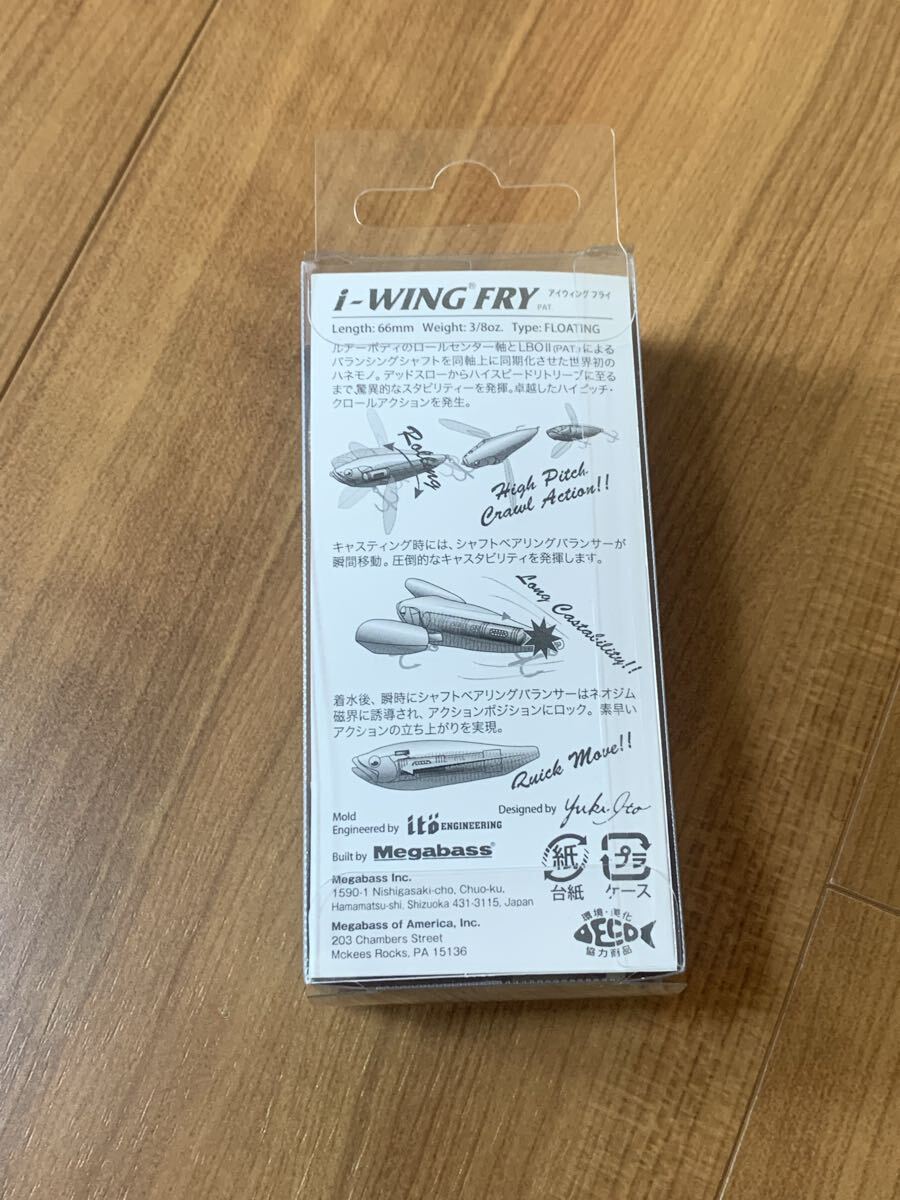 i-WING FRY® PAT. アイウィング フライ
Length: 66mm Weight: 3/8oz. Type: FLOATING
ルアーボディのロールセンター軸とLBOⅡ(PAT.)による
バランシングシャフトを同軸上に同期化させた世界初の
ハネモノ。デッドスローからハイスピードリトリーブに至る
まで、驚異的なスタビリティーを発揮。卓越したハイピッチ・
クロールアクションを発生。
Rolling
High Pitch
Crawl Action!!
キャスティング時には、シャフトベアリングバランサーが
瞬間移動。圧倒的なキャスタビリティを発揮します。
Long Castability!!
着水後、瞬時にシャフトベアリングバランサーはネオジム
磁界に誘導され、アクションポジションにロック。素早い
アクションの立ち上がりを実現。
Quick Move!!
Mold
Engineered by itö ENGINEERING Designed by Yuki Ito
Built by Megabass®
紙 プラ
台紙 ケース
Megabass Inc.
1590-1 Nishigasaki-cho, Chuo-ku,
Hamamatsu-shi, Shizuoka 431-3115, Japan
Megabass of America, Inc.
203 Chambers Street
Mckees Rocks, PA 15136
環境・美化
ECO
協力商品